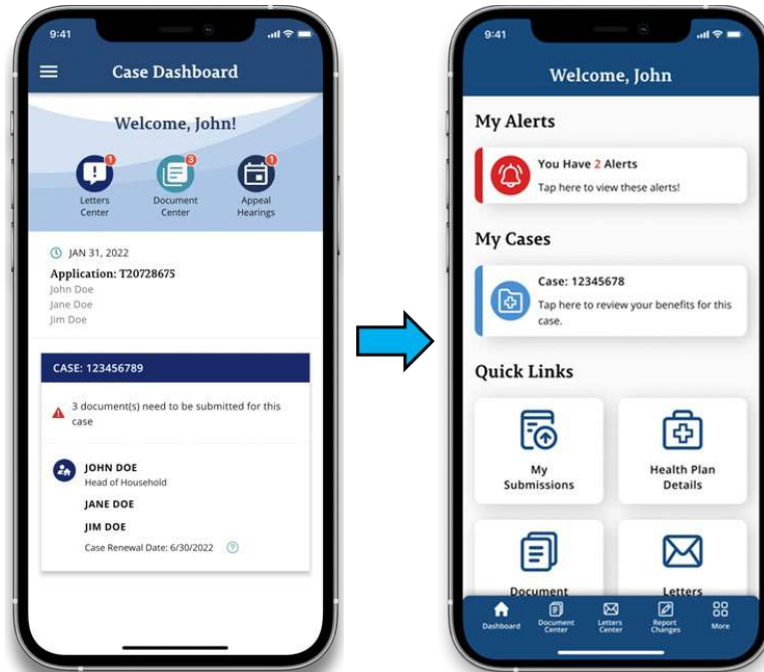 9:41
Case Dashboard
Welcome, John!
1
3
1
Letters
Center
Document
Center
Appeal
Hearings
JAN 31, 2022
Application: T20728675
John Doe
Jane Doe
Jim Doe
CASE: 123456789
3 document(s) need to be submitted for this
case
JOHN DOE
Head of Household
JANE DOE
JIM DOE
Case Renewal Date: 6/30/2022 ?
9:41
Welcome, John
My Alerts
You Have 2 Alerts
Tap here to view these alerts!
My Cases
Case: 12345678
Tap here to review your benefits for this
case.
Quick Links
My
Submissions
Health Plan
Details
Document
Letters
Dashboard
Document
Center
Letters
Center
Report
Changes
More